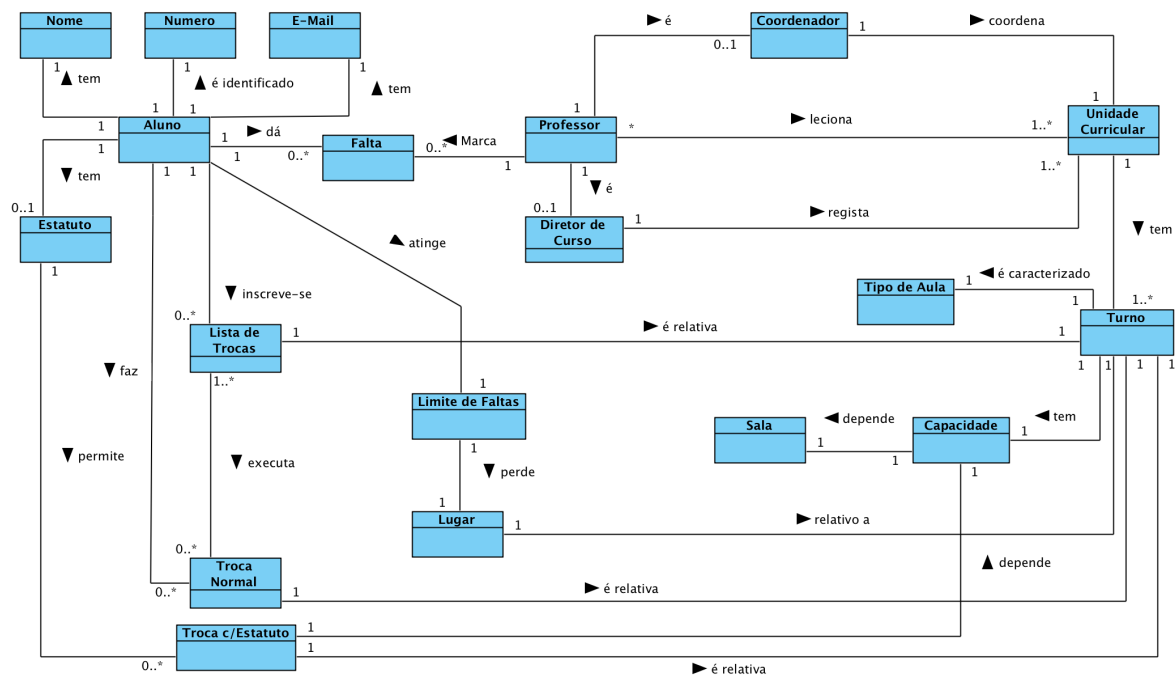 Nome
Numero
E-Mail
Coordenador
é
coordena
0..1
1
1
1
1
tem
é identificado
tem
1
1
1
1
1
Aluno
dá
Falta
Marca
Professor
leciona
Unidade
Curricular
1
1
1
0..*
0..*
1
*
1..*
1..*
1
1
1
tem
1
1
é
0..1
Estatuto
0..1
Diretor de
Curso
1
regista
tem
1
atinge
é caracterizado
Tipo de Aula
1
1
inscreve-se
1..*
0..*
Lista de
Trocas
1
é relativa
1
Turno
1..*
1
1
1
1
faz
1
Limite de Faltas
1
Sala
depende
Capacidade
tem
1
1
1
1
permite
executa
perde
1
Lugar
1
relativo a
0..*
Troca
Normal
depende
0..*
1
é relativa
Troca c/Estatuto
1
1
0..*
é relativa